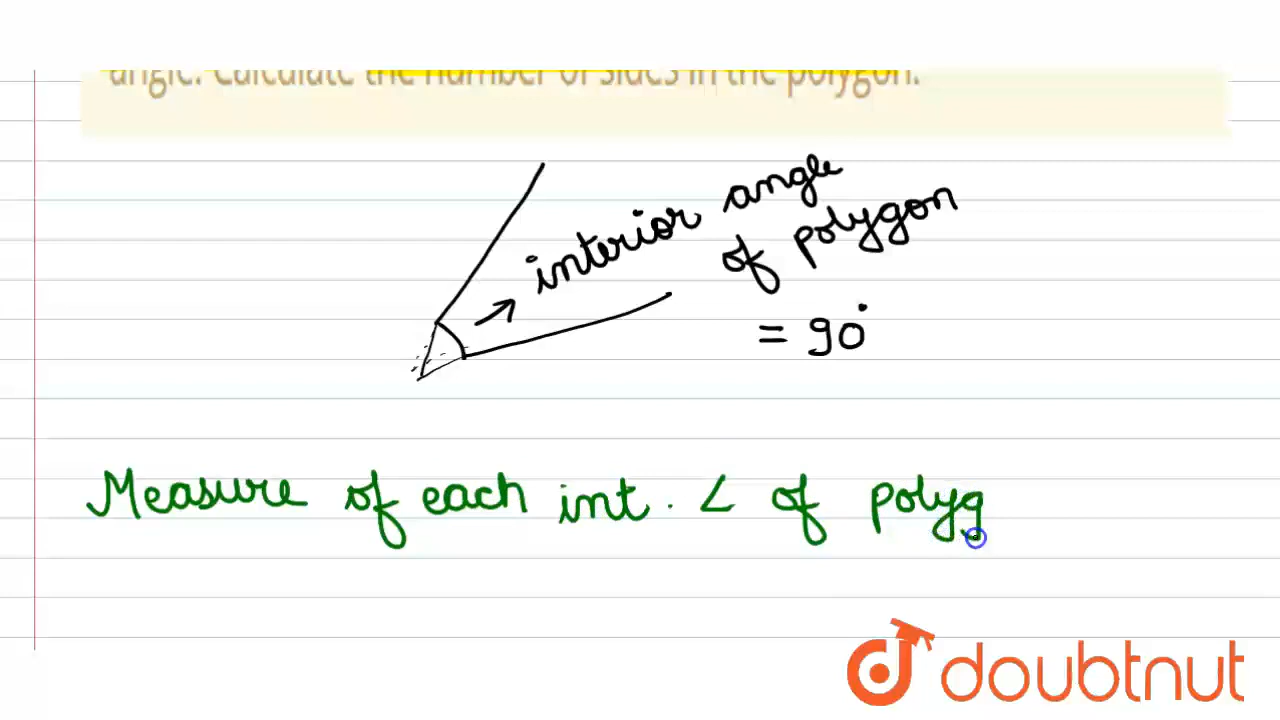 angle. Calculate the number of sides in the polygon.
interior angle
of polygon
= 90°
Measure of each int. ∠ of polyg
doubtnut